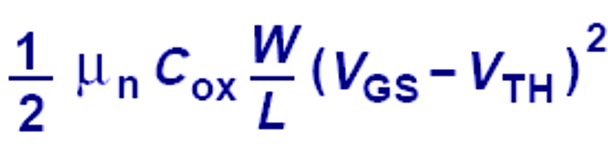 1/2 μn Cox W/L (VGS – VTH)2